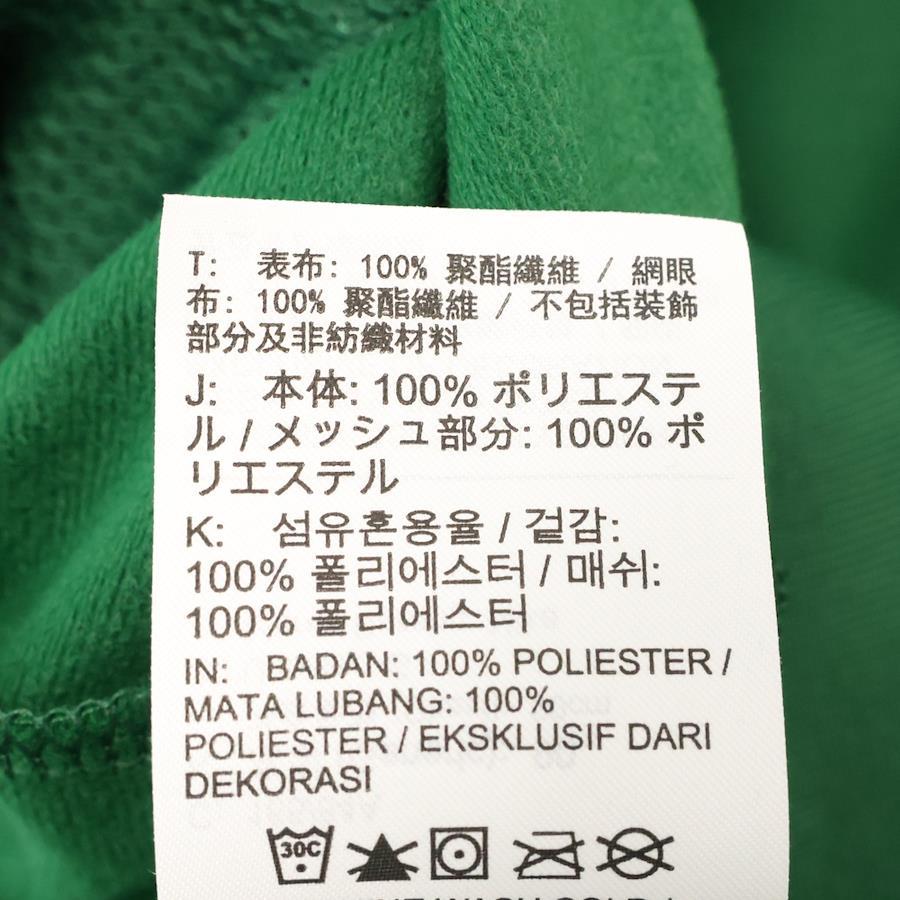 T: 表布: 100% 聚酯纖維 / 網眼
布: 100% 聚酯纖維 / 不包括裝飾
部分及非紡織材料
J: 本体: 100% ポリエステ
ル / メッシュ部分: 100% ポ
リエステル
K: 섬유혼용율 / 겉감:
100% 폴리에스터 / 매쉬:
100% 폴리에스터
IN: BADAN: 100% POLIESTER /
MATA LUBANG: 100%
POLIESTER / EKSKLUSIF DARI
DEKORASI
30C